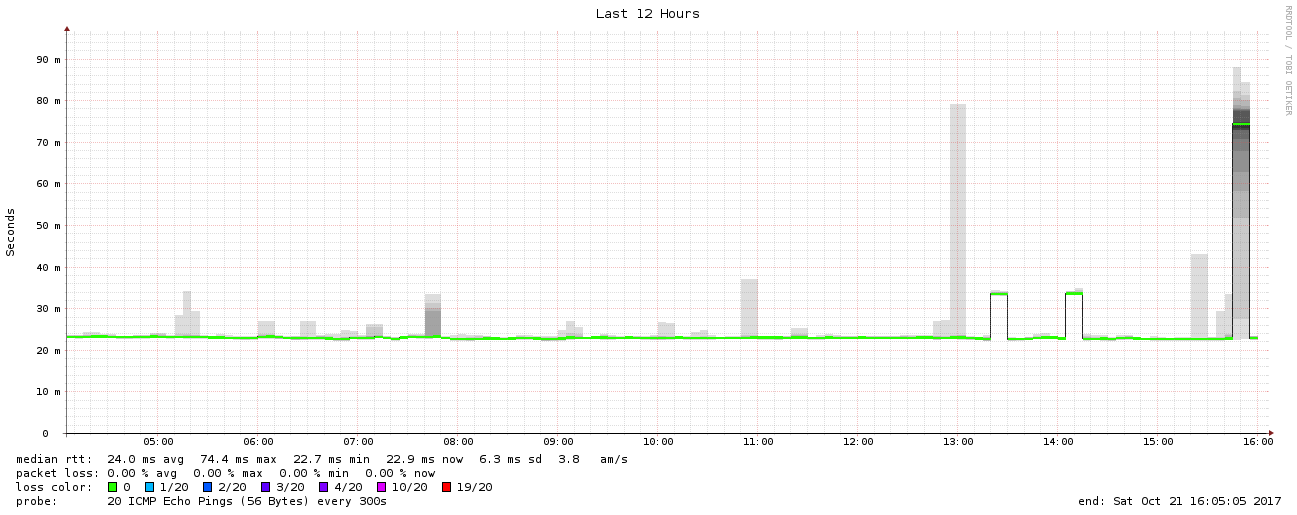 Last 12 Hours
RRDTOOL / TOBI OETIKER
Seconds
90 m
80 m
70 m
60 m
50 m
40 m
30 m
20 m
10 m
0
05:00 06:00 07:00 08:00 09:00 10:00 11:00 12:00 13:00 14:00 15:00 16:00
median rtt: 24.0 ms avg 74.4 ms max 22.7 ms min 22.9 ms now 6.3 ms sd 3.8 am/s
packet loss: 0.00 % avg 0.00 % max 0.00 % min 0.00 % now
loss color: 0 1/20 2/20 3/20 4/20 10/20 19/20
probe: 20 ICMP Echo Pings (56 Bytes) every 300s end: Sat Oct 21 16:05:05 2017